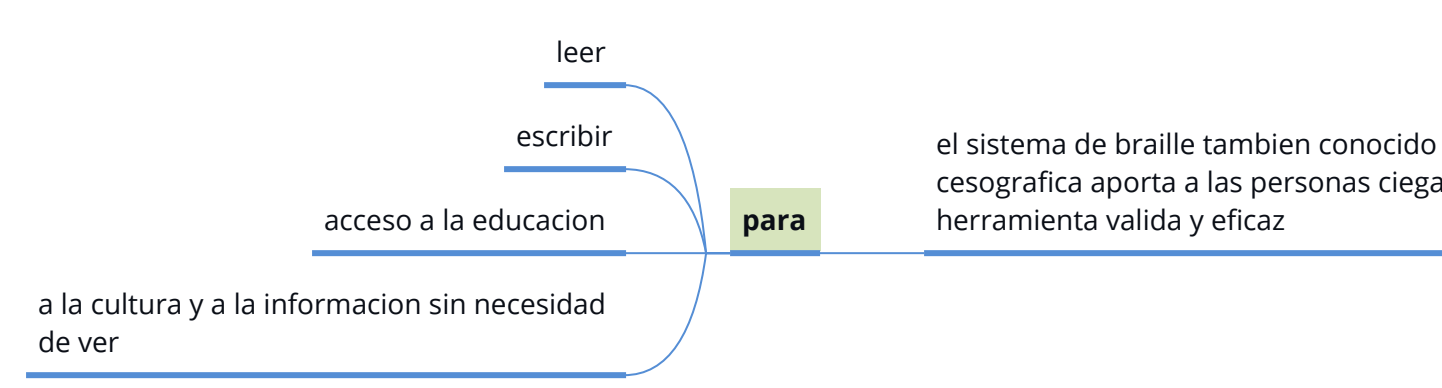 leer
escribir
acceso a la educacion
a la cultura y a la informacion sin necesidad
de ver
para
el sistema de braille tambien conocido
cesografica aporta a las personas
herramienta valida y eficaz